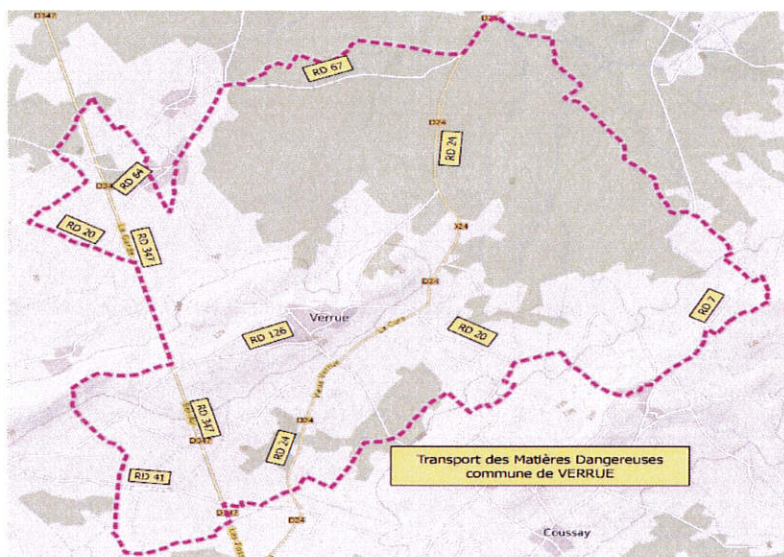 D347
D24
RD 67
D24
RD 24
RD 64
RD 20
RD 347
D24
D24
RD 7
Verrue
RD 126
RD 20
RD 347
D347
D24
RD 24
Transport des Matières Dangereuses
commune de VERRUE
RD 41
D347
D24
Coussay